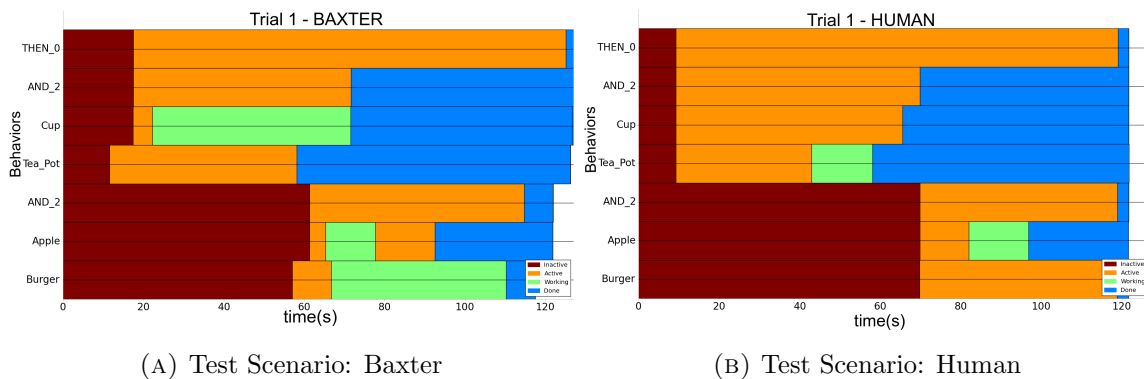 Trial 1 - BAXTER
Behaviors
THEN_0
AND_2
Cup
Tea_Pot
AND_2
Apple
Burger
Inactive
Active
Working
Done
0 20 40 60 80 100 120
time(s)
(A) Test Scenario: Baxter
Trial 1 - HUMAN
Behaviors
THEN_0
AND_2
Cup
Tea_Pot
AND_2
Apple
Burger
Inactive
Active
Working
Done
0 20 40 60 80 100 120
time(s)
(B) Test Scenario: Human